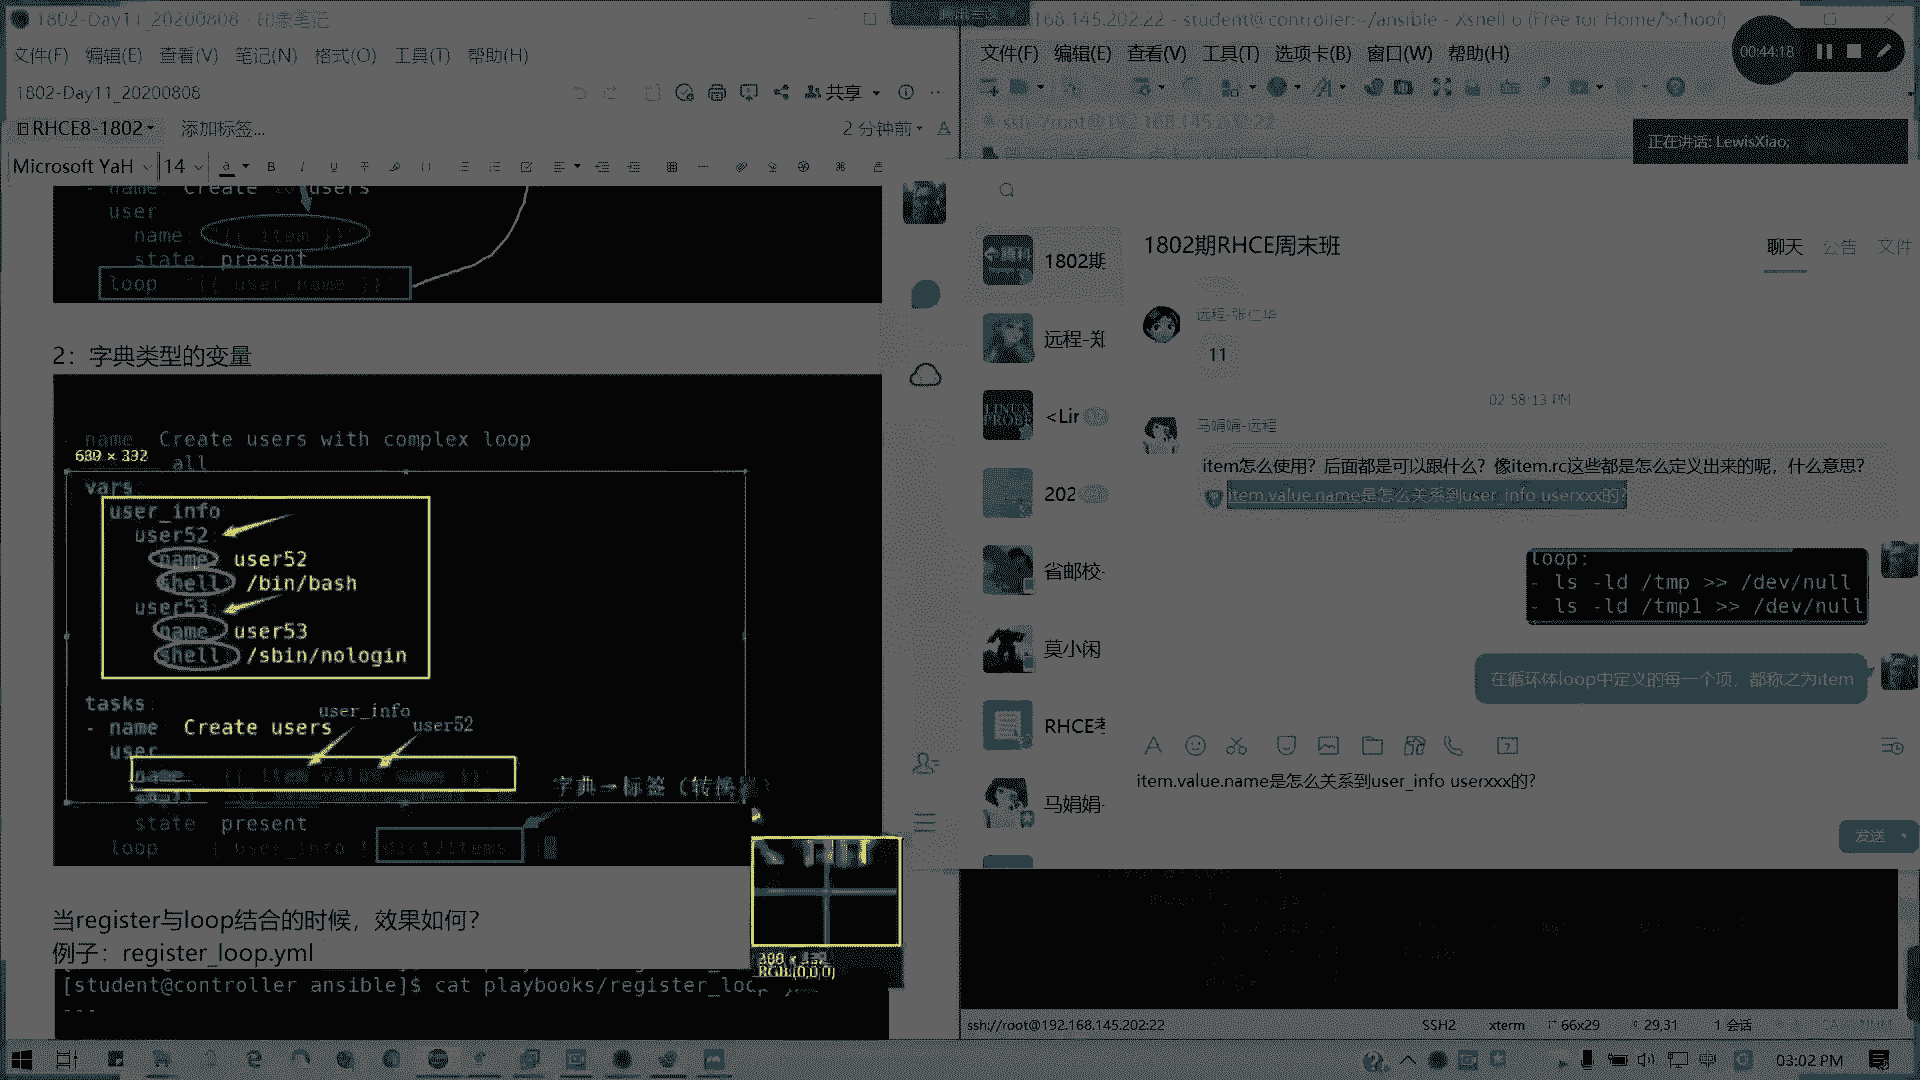 1802-Day11_20200808 - 印象笔记
文件(F) 编辑(E) 查看(V) 笔记(N) 格式(O) 工具(T) 帮助(H)
1802-Day11_20200808
共享
RHCE8-1802
添加标签...
2 分钟前
Microsoft YaH
14
- name Create users
user
name: "{{ item }}"
state present
loop "{{ user_name }}"
2：字典类型的变量
- name Create users with complex loop
all
vars
user_info
user52
name user52
shell /bin/bash
user53
name user53
shell /sbin/nologin
tasks
user_info
- name Create users
user52
user
name {{ item value name }}
字典→标签（转换
state present
loop user_info | dict2items
当register与loop结合的时候，效果如何？
例子：register_loop.yml
[student@controller ansible]$ cat playbooks/register_loop
---
168.145.202:22 - student@controller:~/ansible - Xshell 6 (Free for Home/School)
文件(F) 编辑(E) 查看(V) 工具(T) 选项卡(B) 窗口(W) 帮助(H)
00:44:18
ssh://root@192.168.145.202:22
正在讲话: LewisXiao;
1802期
远程-郑
<Lir
202
省邮校-
莫小闲
RHCE考
马娟娟-
1802期RHCE周末班
聊天 公告 文件
远程-张仁华
11
02:58:13 PM
马娟娟-远程
item怎么使用？后面都是可以跟什么？像item.rc这些都是怎么定义出来的呢，什么意思？
item.value.name是怎么关系到user_info userxxx的？
loop:
- ls -ld /tmp >> /dev/null
- ls -ld /tmp1 >> /dev/null
在循环体loop中定义的每一个项，都称之为item
item.value.name是怎么关系到user_info userxxx的？
发送
RGB:(0,0,0)
ssh://root@192.168.145.202:22
SSH2
xterm
66x29
29,31
1 会话
03:02 PM